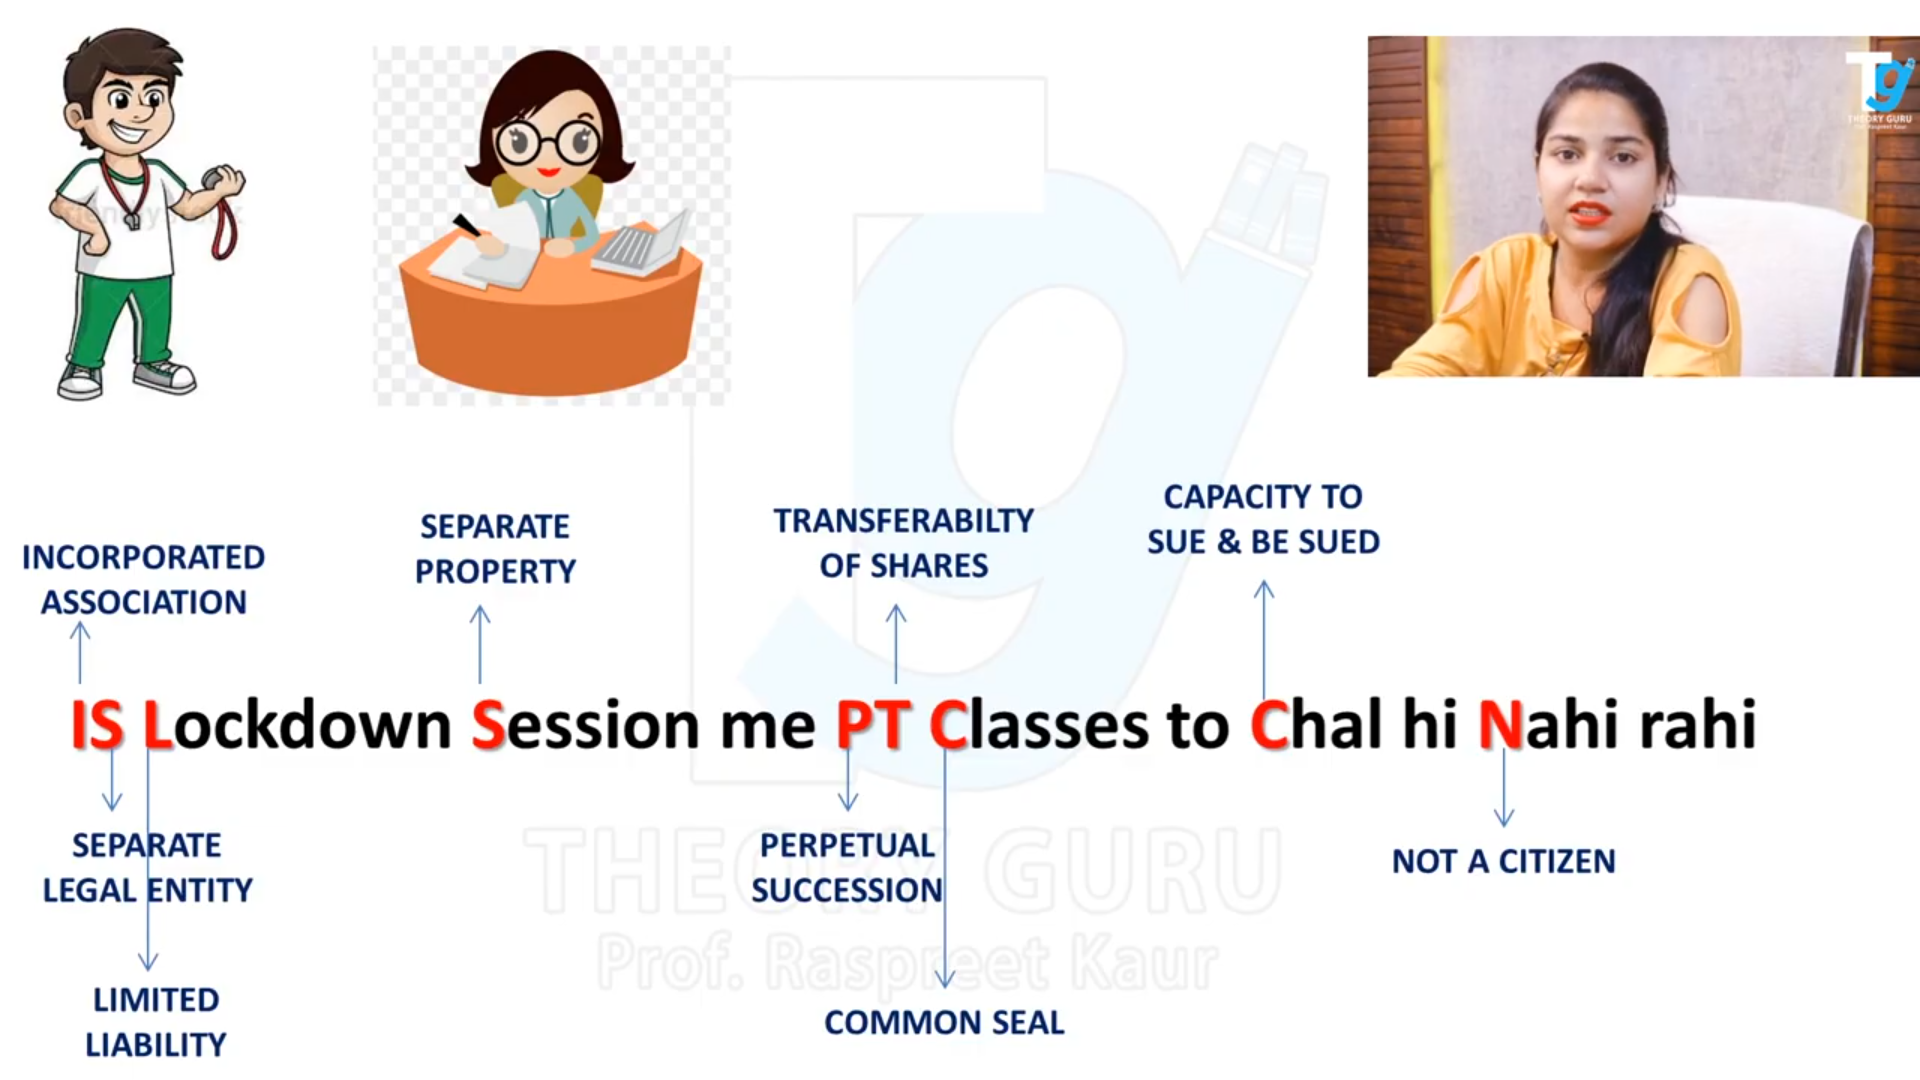 THEORY GURU
INCORPORATED
ASSOCIATION
SEPARATE
PROPERTY
TRANSFERABILTY
OF SHARES
CAPACITY TO
SUE & BE SUED
IS Lockdown Session me PT Classes to Chal hi Nahi rahi
SEPARATE
LEGAL ENTITY
LIMITED
LIABILITY
PERPETUAL
SUCCESSION
COMMON SEAL
NOT A CITIZEN
THEORY GURU
Prof. Raspreet Kaur